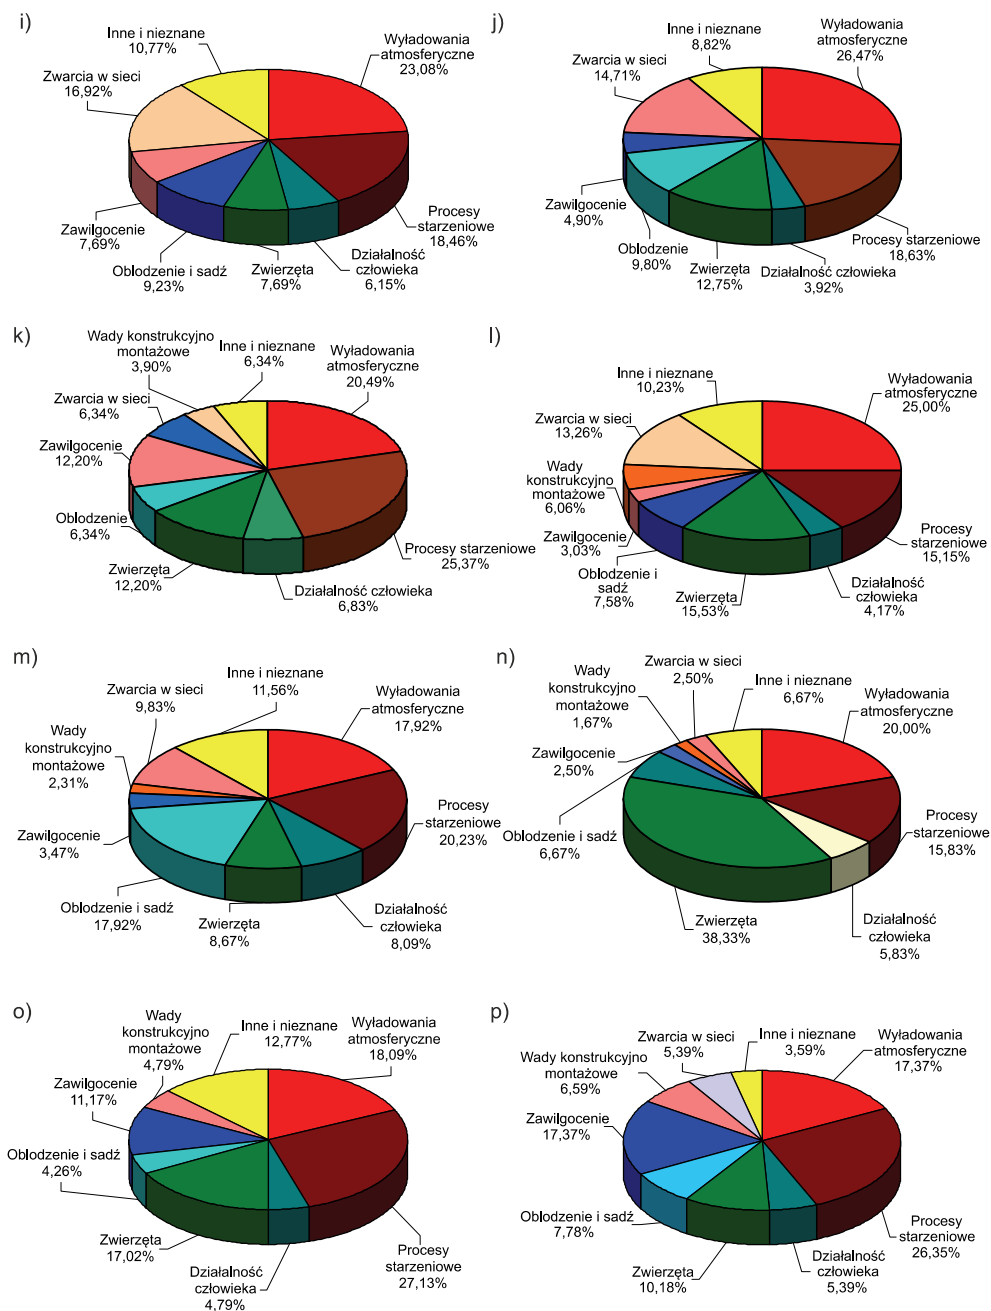 i)
Inne i nieznane
10,77%
Wyładowania
atmosferyczne
23,08%
Zwarcia w sieci
16,92%
Zawilgocenie
7,69%
Oblodzenie i sadź
9,23%
Zwierzęta
7,69%
Działalność
człowieka
6,15%
Procesy
starzeniowe
18,46%
j)
Inne i nieznane
8,82%
Wyładowania
atmosferyczne
26,47%
Zwarcia w sieci
14,71%
Zawilgocenie
4,90%
Oblodzenie
9,80%
Zwierzęta
12,75%
Działalność człowieka
3,92%
Procesy starzeniowe
18,63%
k)
Wady konstrukcyjno
montażowe
3,90%
Inne i nieznane
6,34%
Wyładowania
atmosferyczne
20,49%
Zwarcia w sieci
6,34%
Zawilgocenie
12,20%
Oblodzenie
6,34%
Zwierzęta
12,20%
Działalność człowieka
6,83%
Procesy starzeniowe
25,37%
l)
Inne i nieznane
10,23%
Wyładowania
atmosferyczne
25,00%
Zwarcia w sieci
13,26%
Wady
konstrukcyjno
montażowe
6,06%
Zawilgocenie
3,03%
Oblodzenie i
sadź
7,58%
Zwierzęta
15,53%
Działalność
człowieka
4,17%
Procesy
starzeniowe
15,15%
m)
Zwarcia w sieci
9,83%
Inne i nieznane
11,56%
Wyładowania
atmosferyczne
17,92%
Wady
konstrukcyjno
montażowe
2,31%
Zawilgocenie
3,47%
Oblodzenie i sadź
17,92%
Zwierzęta
8,67%
Działalność
człowieka
8,09%
Procesy
starzeniowe
20,23%
n)
Zwarcia w sieci
2,50%
Wady
konstrukcyjno
montażowe
1,67%
Inne i nieznane
6,67%
Wyładowania
atmosferyczne
20,00%
Zawilgocenie
2,50%
Oblodzenie i sadź
6,67%
Zwierzęta
38,33%
Działalność
człowieka
5,83%
Procesy
starzeniowe
15,83%
o)
Wady
konstrukcyjno
montażowe
4,79%
Inne i nieznane
12,77%
Wyładowania
atmosferyczne
18,09%
Zawilgocenie
11,17%
Oblodzenie i sadź
4,26%
Zwierzęta
17,02%
Działalność
człowieka
4,79%
Procesy
starzeniowe
27,13%
p)
Zwarcia w sieci
5,39%
Inne i nieznane
3,59%
Wyładowania
atmosferyczne
17,37%
Wady konstrukcyjno
montażowe
6,59%
Zawilgocenie
17,37%
Oblodzenie i sadź
7,78%
Zwierzęta
10,18%
Działalność
człowieka
5,39%
Procesy
starzeniowe
26,35%